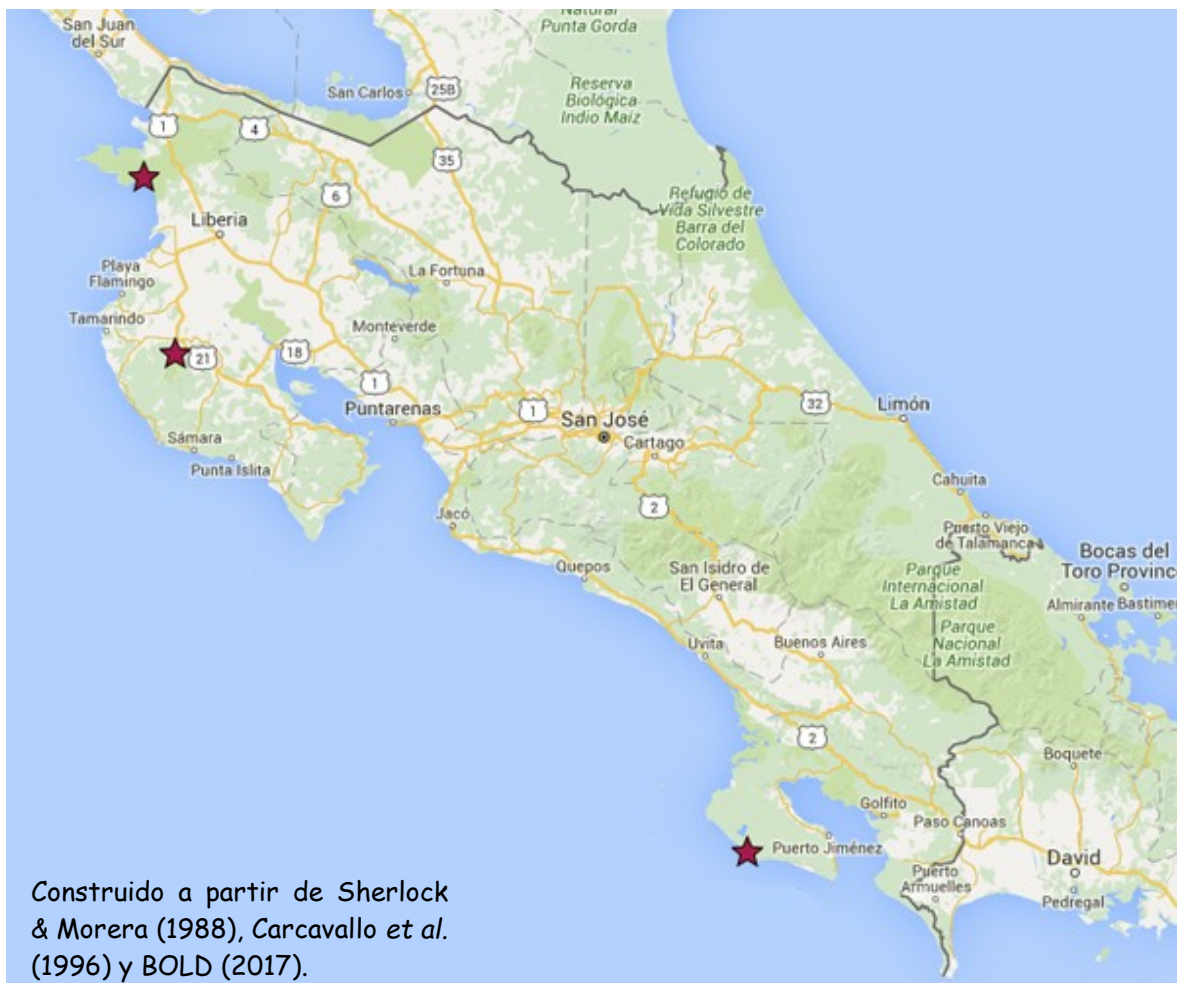 Natural
Punta Gorda
San Juan
del Sur
Reserva
Biológica
Indio Maíz
San Carlos
25B
1
4
35
6
Refugio de
Vida Silvestre
Barra del
Colorado
Liberia
Playa
Flamingo
La Fortuna
Tamarindo
Monteverde
21
18
1
Puntarenas
1
San José
Cartago
32
Limón
Sámara
Punta Islita
Cahuita
2
Jacó
Puerto Viejo
de Talamanca
Quepos
San Isidro de
El General
Parque
Internacional
La Amistad
Bocas del
Toro Provinc
Almirante
Bastime
Parque
Nacional
La Amistad
Uvita
Buenos Aires
2
Boquete
Golfito
Paso Canoas
Puerto Jiménez
David
Puerto
Armuelles
Pedregal
Construido a partir de Sherlock
& Morera (1988), Carcavallo et al.
(1996) y BOLD (2017).